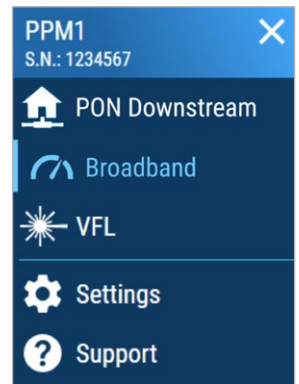 PPM1
S.N.: 1234567
PON Downstream
Broadband
VFL
Settings
? Support